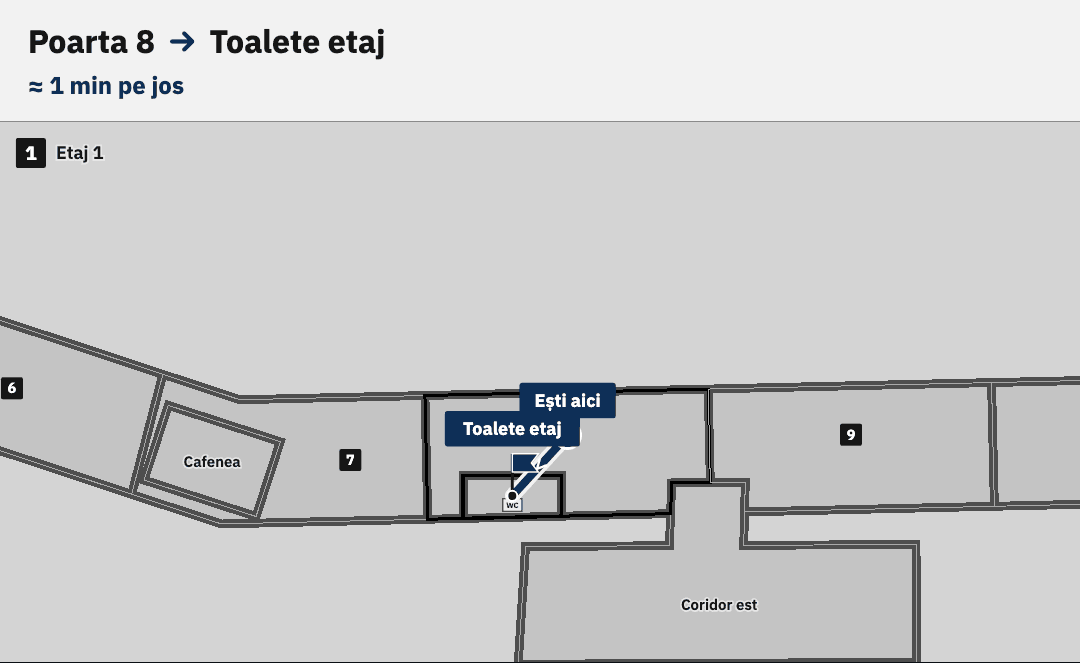 Poarta 8 → Toalete etaj
≈ 1 min pe jos
1 Etaj 1
6
Ești aici
Toalete etaj
9
7
Cafenea
WC
Coridor est